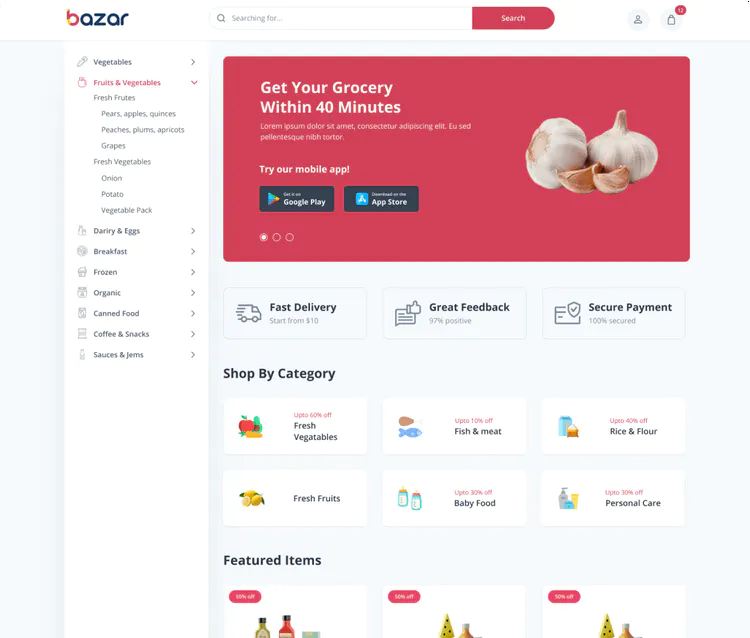 bazar
Searching for...
Search
12
Vegetables
Fruits & Vegetables
Fresh Frutes
Pears, apples, quinces
Peaches, plums, apricots
Grapes
Fresh Vegetables
Onion
Potato
Vegetable Pack
Dariry & Eggs
Breakfast
Frozen
Organic
Canned Food
Coffee & Snacks
Sauces & Jems
Get Your Grocery
Within 40 Minutes
Lorem ipsum dolor sit amet, consectetur adipiscing elit. Eu sed
pellentesque nibh tortor.
Try our mobile app!
Get it on
Google Play
Download on the
App Store
Fast Delivery
Start from $10
Great Feedback
97% positive
Secure Payment
100% secured
Shop By Category
Upto 60% off
Fresh
Vegatables
Upto 10% off
Fish & meat
Upto 40% off
Rice & Flour
Fresh Fruits
Upto 30% off
Baby Food
Upto 30% off
Personal Care
Featured Items
50% off
50% off
50% off